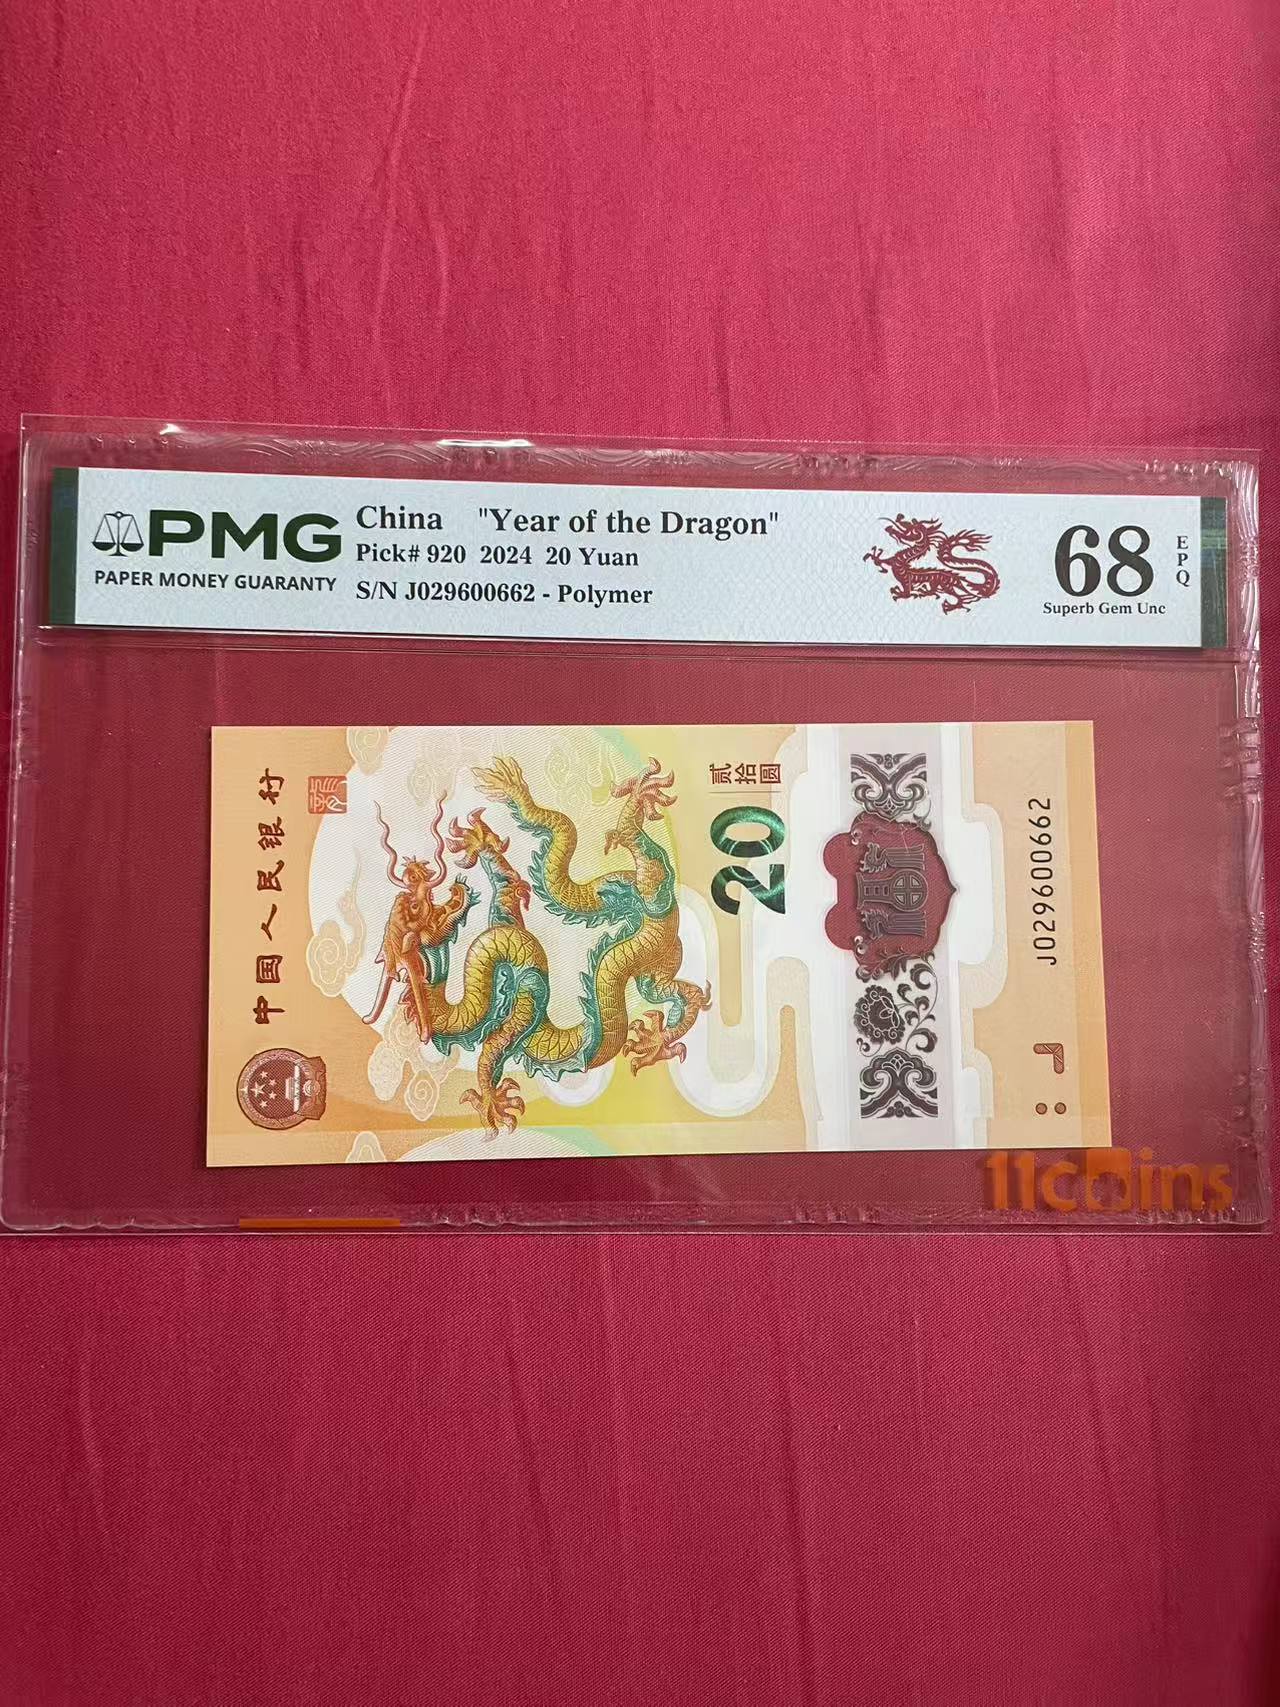 PMG
PAPER MONEY GUARANTY
China "Year of the Dragon"
Pick# 920 2024 20 Yuan
S/N J029600662 - Polymer
68
EPQ
Superb Gem Unc
中国人民银行
贰拾圆
20
J029600662
11coins